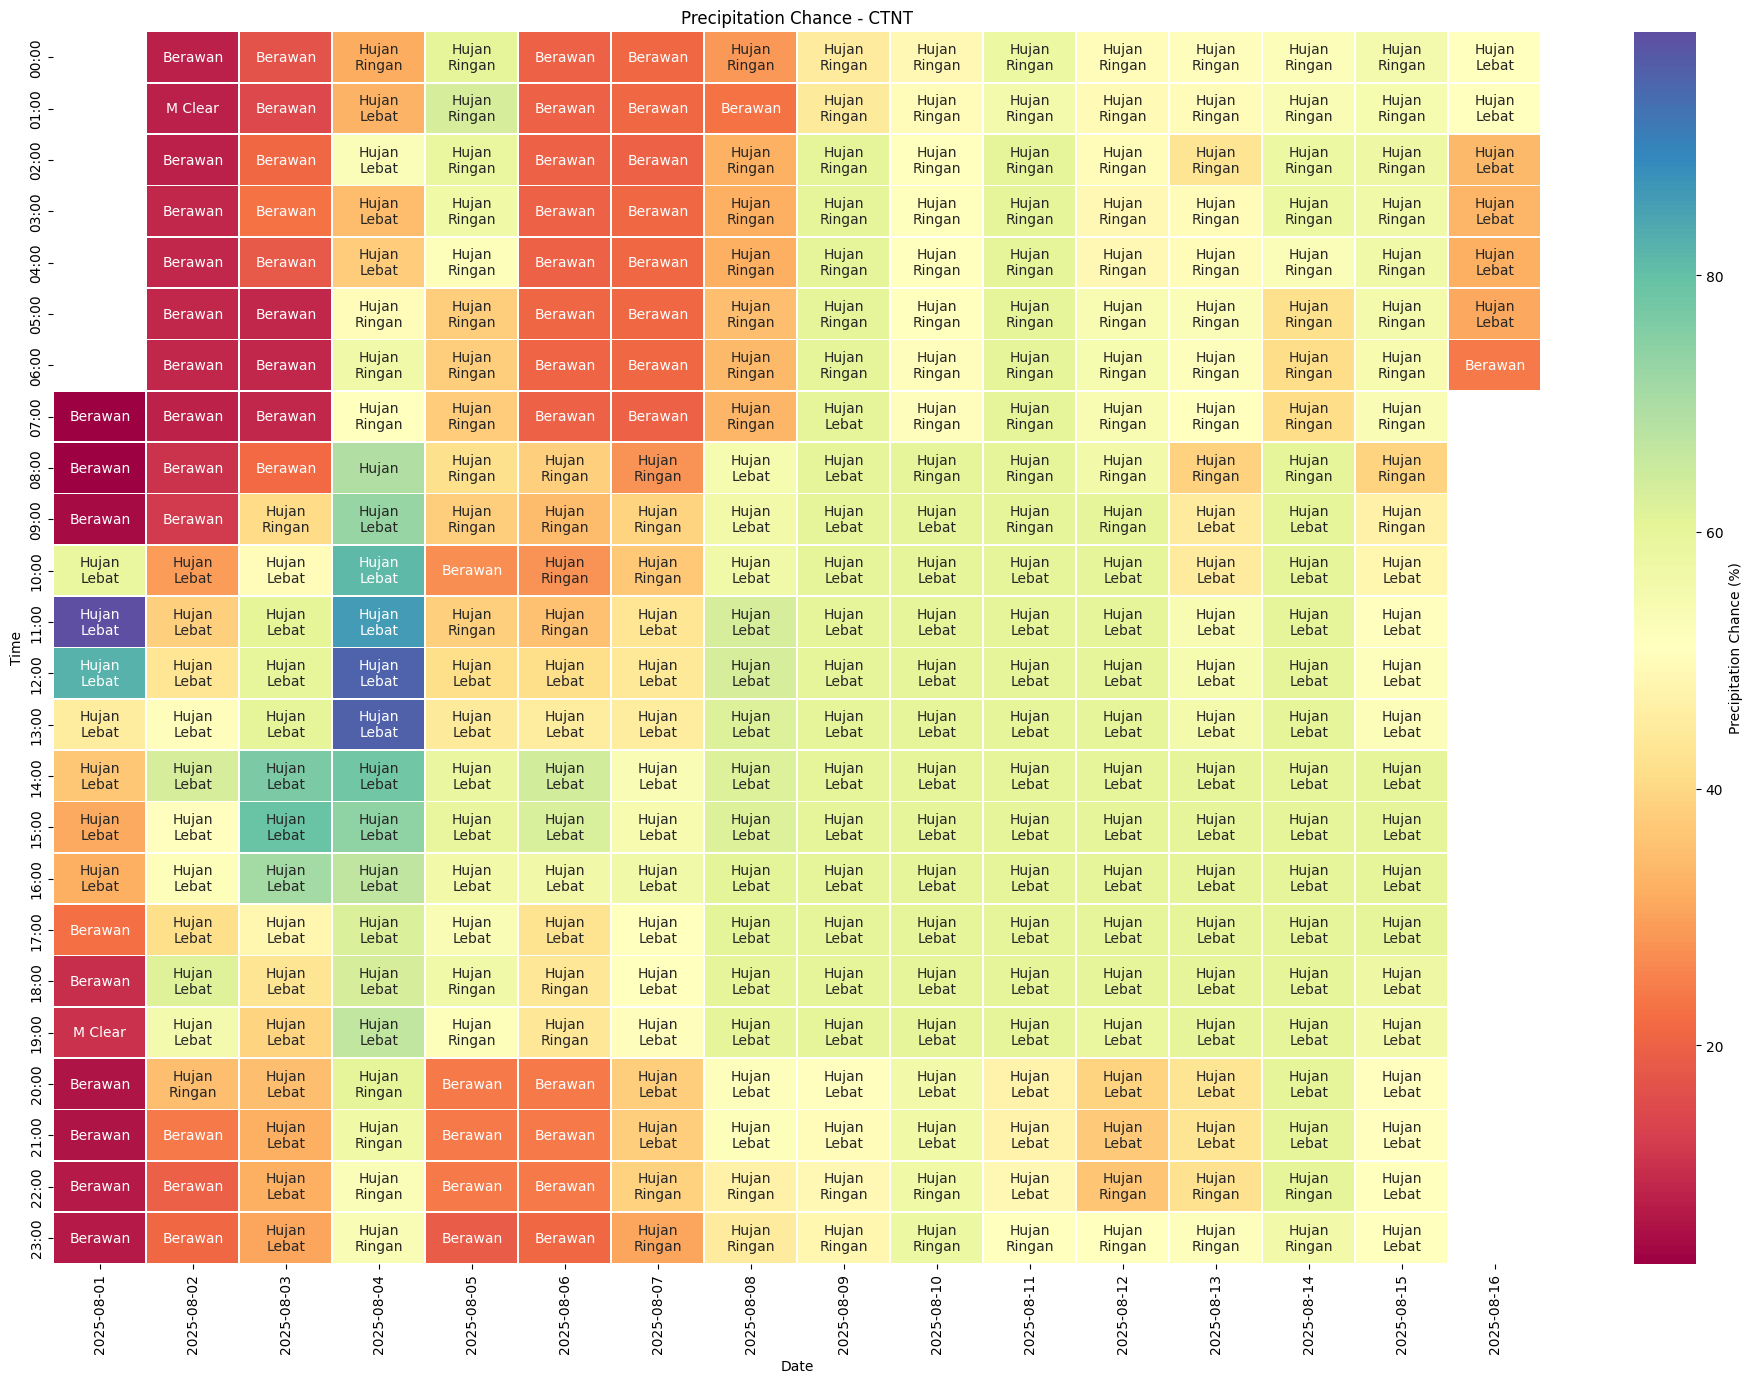 Precipitation Chance - CTNT
00:00 Berawan Berawan Hujan Ringan Hujan Ringan Berawan Berawan Hujan Ringan Hujan Ringan Hujan Ringan Hujan Ringan Hujan Ringan Hujan Ringan Hujan Ringan Hujan Ringan Hujan Lebat
01:00 M Clear Berawan Hujan Lebat Hujan Ringan Berawan Berawan Berawan Hujan Ringan Hujan Ringan Hujan Ringan Hujan Ringan Hujan Ringan Hujan Ringan Hujan Ringan Hujan Lebat
02:00 Berawan Berawan Hujan Lebat Hujan Ringan Berawan Berawan Hujan Ringan Hujan Ringan Hujan Ringan Hujan Ringan Hujan Ringan Hujan Ringan Hujan Ringan Hujan Ringan Hujan Lebat
03:00 Berawan Berawan Hujan Lebat Hujan Ringan Berawan Berawan Hujan Ringan Hujan Ringan Hujan Ringan Hujan Ringan Hujan Ringan Hujan Ringan Hujan Ringan Hujan Ringan Hujan Lebat
04:00 Berawan Berawan Hujan Lebat Hujan Ringan Berawan Berawan Hujan Ringan Hujan Ringan Hujan Ringan Hujan Ringan Hujan Ringan Hujan Ringan Hujan Ringan Hujan Ringan Hujan Lebat
05:00 Berawan Berawan Hujan Ringan Hujan Ringan Berawan Berawan Hujan Ringan Hujan Ringan Hujan Ringan Hujan Ringan Hujan Ringan Hujan Ringan Hujan Ringan Hujan Ringan Hujan Lebat
06:00 Berawan Berawan Hujan Ringan Hujan Ringan Berawan Berawan Hujan Ringan Hujan Ringan Hujan Ringan Hujan Ringan Hujan Ringan Hujan Ringan Hujan Ringan Hujan Ringan Berawan
07:00 Berawan Berawan Berawan Hujan Ringan Hujan Ringan Berawan Berawan Hujan Ringan Hujan Lebat Hujan Ringan Hujan Ringan Hujan Ringan Hujan Ringan Hujan Ringan Hujan Ringan
08:00 Berawan Berawan Berawan Hujan Hujan Ringan Hujan Ringan Hujan Ringan Hujan Lebat Hujan Lebat Hujan Ringan Hujan Ringan Hujan Ringan Hujan Ringan Hujan Ringan Hujan Ringan
09:00 Berawan Berawan Hujan Ringan Hujan Lebat Hujan Ringan Hujan Ringan Hujan Ringan Hujan Lebat Hujan Lebat Hujan Lebat Hujan Ringan Hujan Ringan Hujan Lebat Hujan Lebat Hujan Ringan
10:00 Hujan Lebat Hujan Lebat Hujan Lebat Hujan Lebat Berawan Hujan Ringan Hujan Ringan Hujan Lebat Hujan Lebat Hujan Lebat Hujan Lebat Hujan Lebat Hujan Lebat Hujan Lebat Hujan Lebat
11:00 Hujan Lebat Hujan Lebat Hujan Lebat Hujan Lebat Hujan Ringan Hujan Ringan Hujan Lebat Hujan Lebat Hujan Lebat Hujan Lebat Hujan Lebat Hujan Lebat Hujan Lebat Hujan Lebat Hujan Lebat
12:00 Hujan Lebat Hujan Lebat Hujan Lebat Hujan Lebat Hujan Lebat Hujan Lebat Hujan Lebat Hujan Lebat Hujan Lebat Hujan Lebat Hujan Lebat Hujan Lebat Hujan Lebat Hujan Lebat Hujan Lebat
13:00 Hujan Lebat Hujan Lebat Hujan Lebat Hujan Lebat Hujan Lebat Hujan Lebat Hujan Lebat Hujan Lebat Hujan Lebat Hujan Lebat Hujan Lebat Hujan Lebat Hujan Lebat Hujan Lebat Hujan Lebat
14:00 Hujan Lebat Hujan Lebat Hujan Lebat Hujan Lebat Hujan Lebat Hujan Lebat Hujan Lebat Hujan Lebat Hujan Lebat Hujan Lebat Hujan Lebat Hujan Lebat Hujan Lebat Hujan Lebat Hujan Lebat
15:00 Hujan Lebat Hujan Lebat Hujan Lebat Hujan Lebat Hujan Lebat Hujan Lebat Hujan Lebat Hujan Lebat Hujan Lebat Hujan Lebat Hujan Lebat Hujan Lebat Hujan Lebat Hujan Lebat Hujan Lebat
16:00 Hujan Lebat Hujan Lebat Hujan Lebat Hujan Lebat Hujan Lebat Hujan Lebat Hujan Lebat Hujan Lebat Hujan Lebat Hujan Lebat Hujan Lebat Hujan Lebat Hujan Lebat Hujan Lebat Hujan Lebat
17:00 Berawan Hujan Lebat Hujan Lebat Hujan Lebat Hujan Lebat Hujan Lebat Hujan Lebat Hujan Lebat Hujan Lebat Hujan Lebat Hujan Lebat Hujan Lebat Hujan Lebat Hujan Lebat Hujan Lebat
18:00 Berawan Hujan Lebat Hujan Lebat Hujan Lebat Hujan Ringan Hujan Ringan Hujan Lebat Hujan Lebat Hujan Lebat Hujan Lebat Hujan Lebat Hujan Lebat Hujan Lebat Hujan Lebat Hujan Lebat
19:00 M Clear Hujan Lebat Hujan Lebat Hujan Lebat Hujan Ringan Hujan Ringan Hujan Lebat Hujan Lebat Hujan Lebat Hujan Lebat Hujan Lebat Hujan Lebat Hujan Lebat Hujan Lebat Hujan Lebat
20:00 Berawan Hujan Ringan Hujan Lebat Hujan Ringan Berawan Berawan Hujan Lebat Hujan Lebat Hujan Lebat Hujan Lebat Hujan Lebat Hujan Lebat Hujan Lebat Hujan Lebat Hujan Lebat
21:00 Berawan Berawan Hujan Lebat Hujan Ringan Berawan Berawan Hujan Lebat Hujan Lebat Hujan Lebat Hujan Lebat Hujan Lebat Hujan Lebat Hujan Lebat Hujan Lebat Hujan Lebat
22:00 Berawan Berawan Hujan Lebat Hujan Ringan Berawan Berawan Hujan Ringan Hujan Ringan Hujan Ringan Hujan Ringan Hujan Lebat Hujan Ringan Hujan Ringan Hujan Ringan Hujan Lebat
23:00 Berawan Berawan Hujan Lebat Hujan Ringan Berawan Berawan Hujan Ringan Hujan Ringan Hujan Ringan Hujan Ringan Hujan Ringan Hujan Ringan Hujan Ringan Hujan Ringan Hujan Lebat
Time
2025-08-01 2025-08-02 2025-08-03 2025-08-04 2025-08-05 2025-08-06 2025-08-07 2025-08-08 2025-08-09 2025-08-10 2025-08-11 2025-08-12 2025-08-13 2025-08-14 2025-08-15 2025-08-16
Date
80
60
40
20
Precipitation Chance (%)